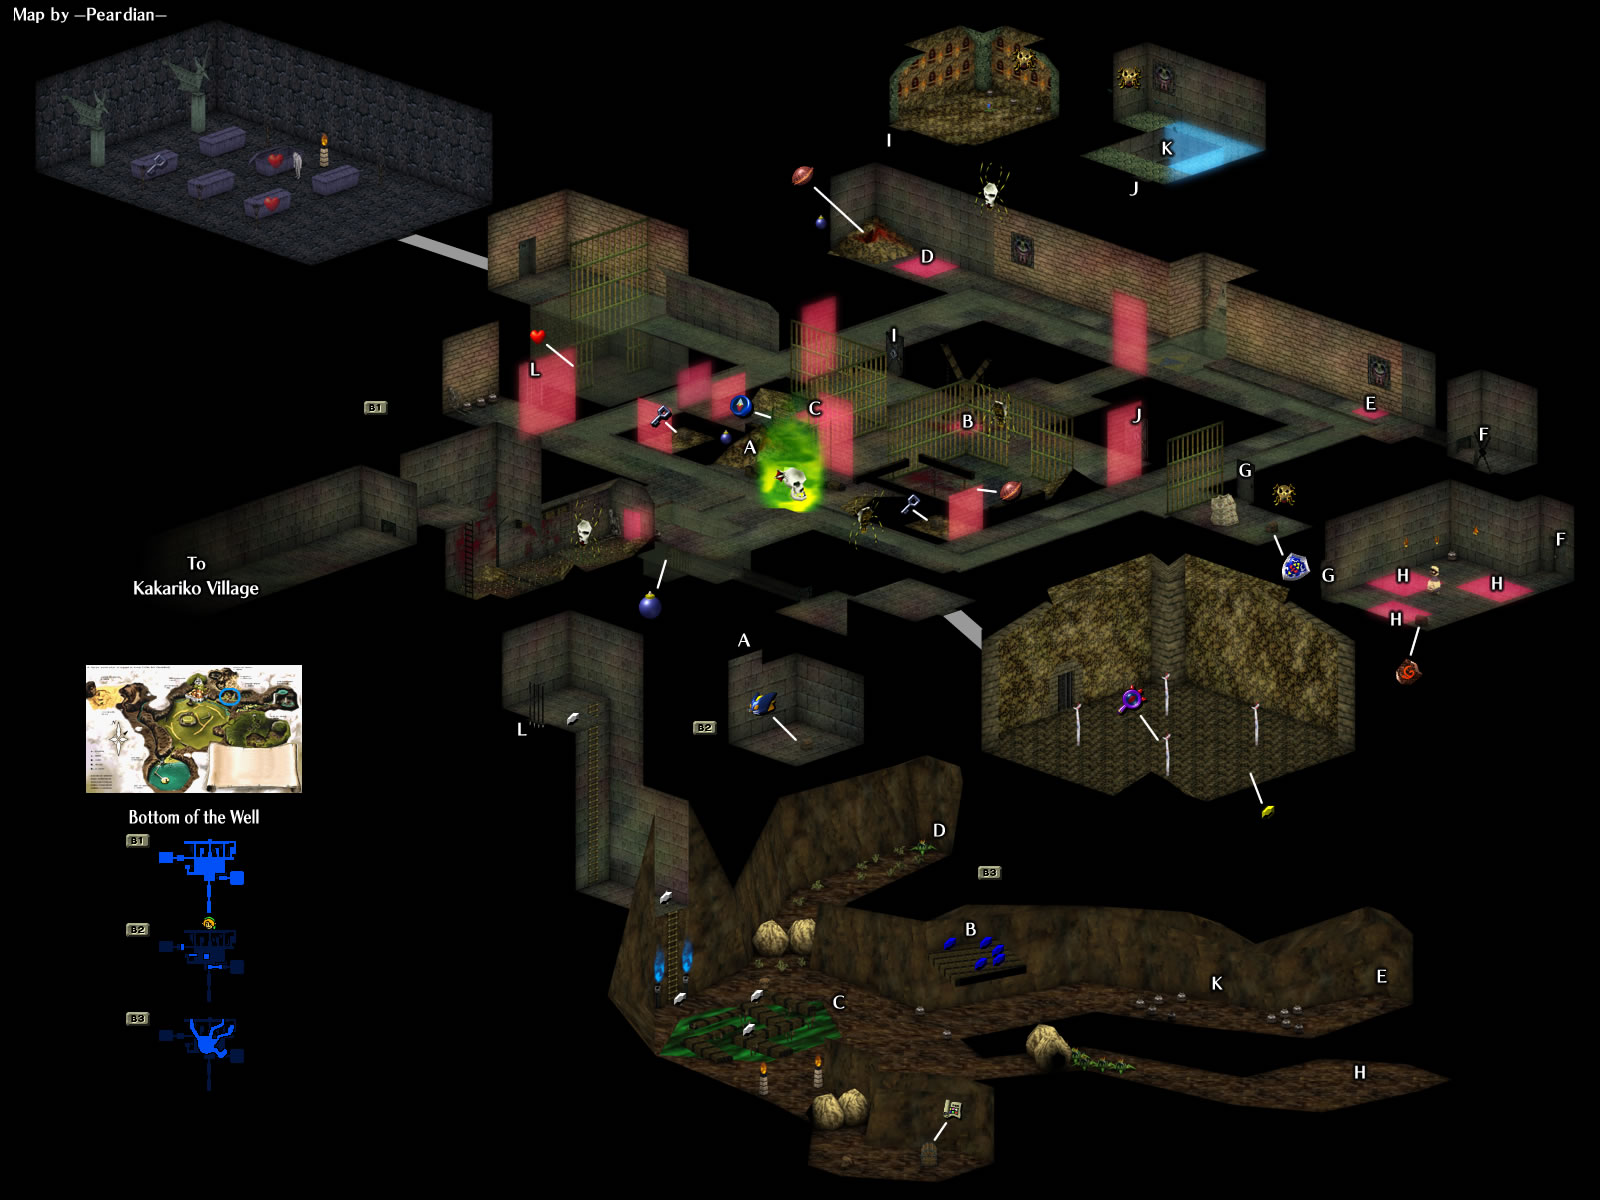 Map by —Peardian—
I
K
J
D
I
L
E
B1
C
J
B
F
A
G
F
To
Kakariko Village
G
H
H
H
A
L
B2
Bottom of the Well
D
B1
B3
B2
B
K
E
C
B3
H